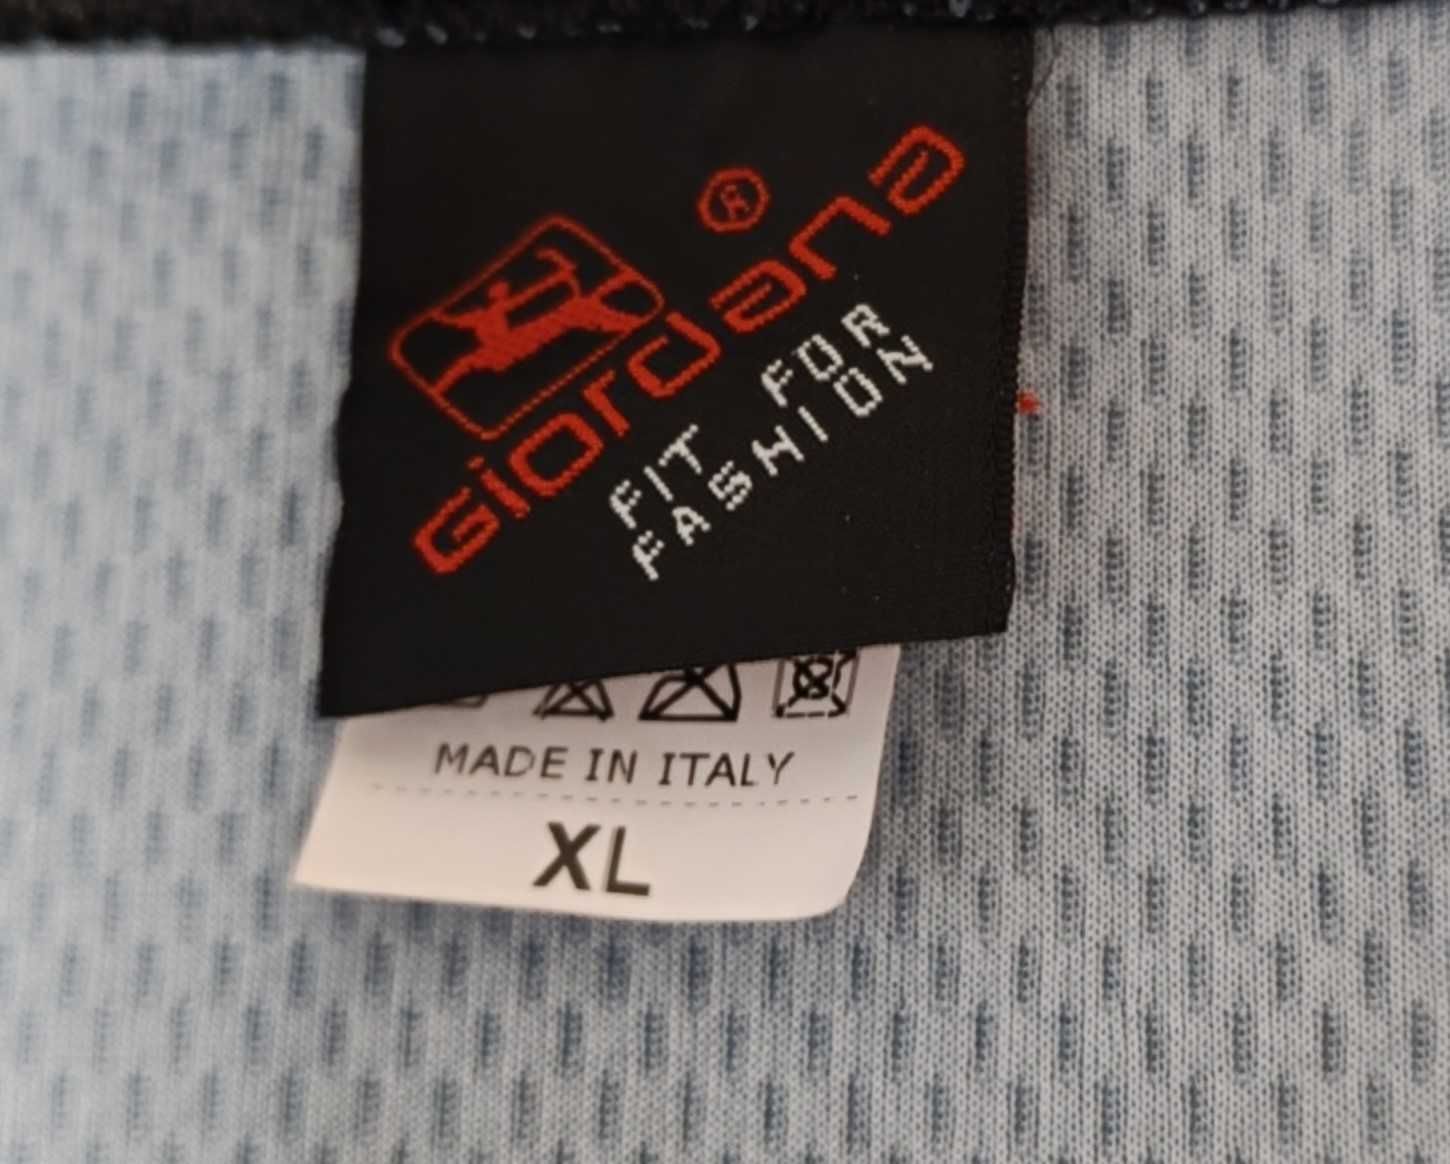 ®
Giordana
FIT FOR
FASHION
MADE IN ITALY
XL